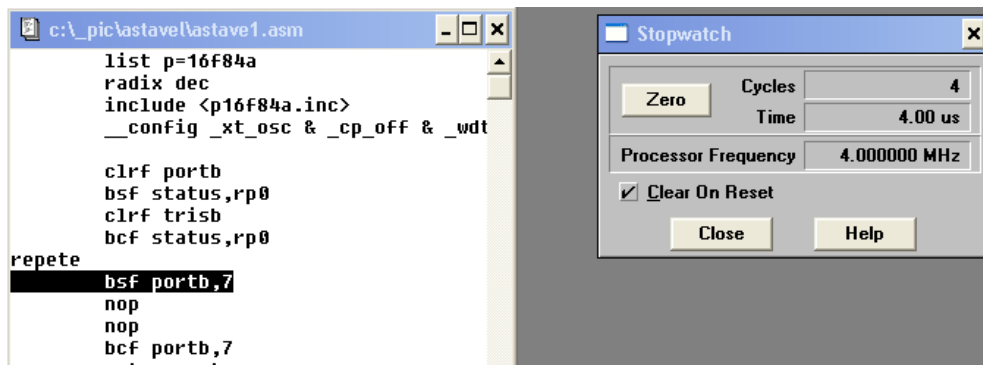 c:\_pic\astavel\astave1.asm
list p=16f84a
radix dec
include <p16f84a.inc>
__config _xt_osc & _cp_off & _wdt
clrf portb
bsf status,rp0
clrf trisb
bcf status,rp0
repete
bsf portb,7
nop
nop
bcf portb,7
Stopwatch
Zero
Cycles 4
Time 4.00 us
Processor Frequency 4.000000 MHz
Clear On Reset
Close Help